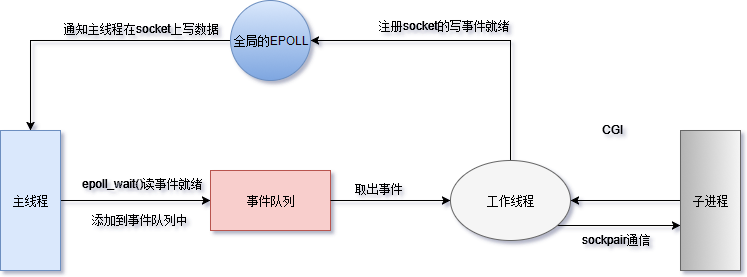 通知主线程在socket上写数据
全局的EPOLL
注册socket的写事件就绪
CGI
主线程
epoll_wait()读事件就绪
添加到事件队列中
事件队列
取出事件
工作线程
子进程
sockpair通信